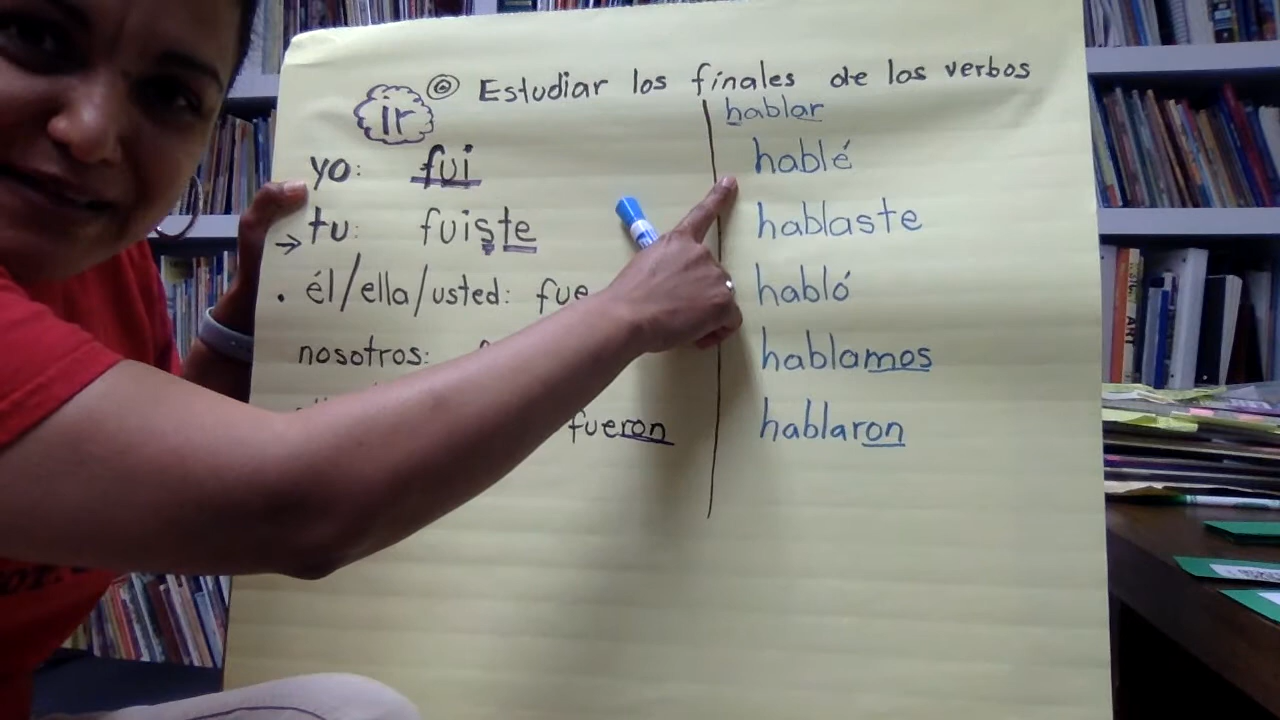 Estudiar los finales de los verbos
ir
hablar
yo: fui
hablé
tu: fuiste
hablaste
él/ella/usted: fue
habló
nosotros:
hablamos
fueron
hablaron
ART